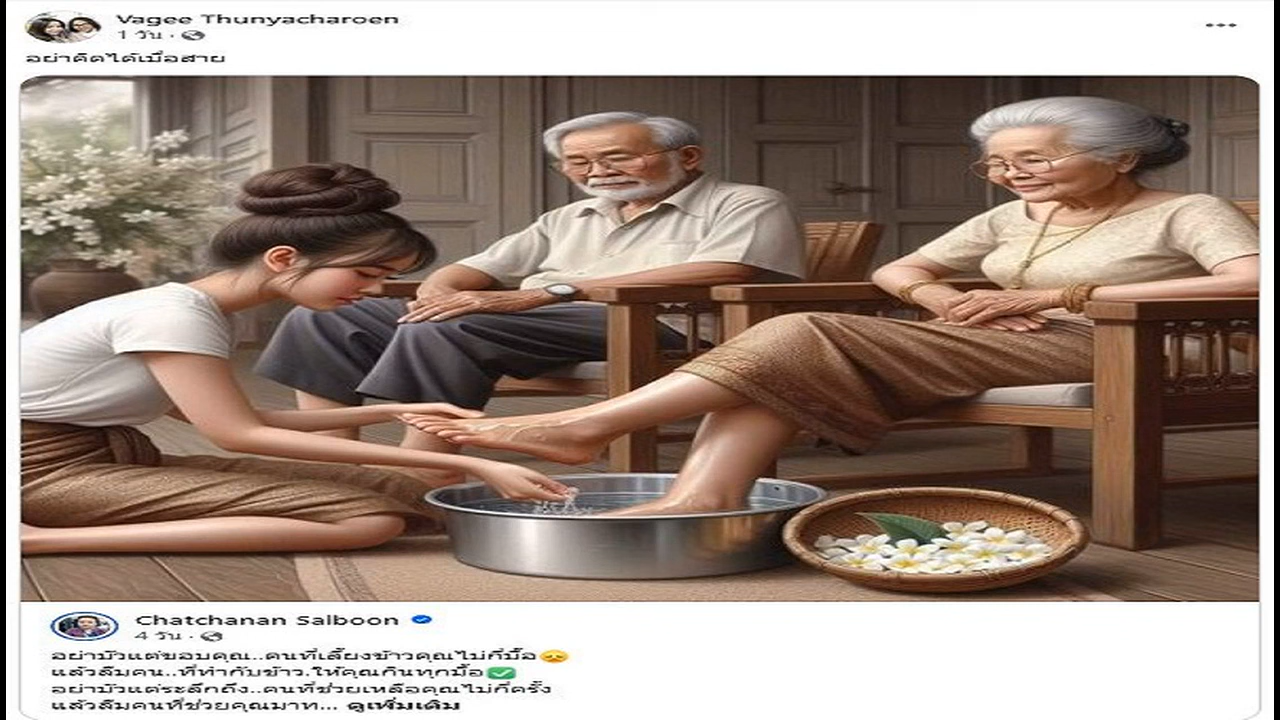 Vagee Thunyacharoen
1 วัน ·
อย่าคิดได้เมื่อสาย
Chatchanan Saiboon
4 วัน ·
อย่ามัวแต่ขอบคุณ..คนที่เลี้ยงข้าวคุณไม่กี่มื้อ😞
แล้วลืมคน..ที่ทำกับข้าว.ให้คุณกินทุกมื้อ✅
อย่ามัวแต่ระลึกถึง..คนที่ช่วยเหลือคุณไม่กี่ครั้ง
แล้วลืมคนที่ช่วยคุณมาท... ดูเพิ่มเติม